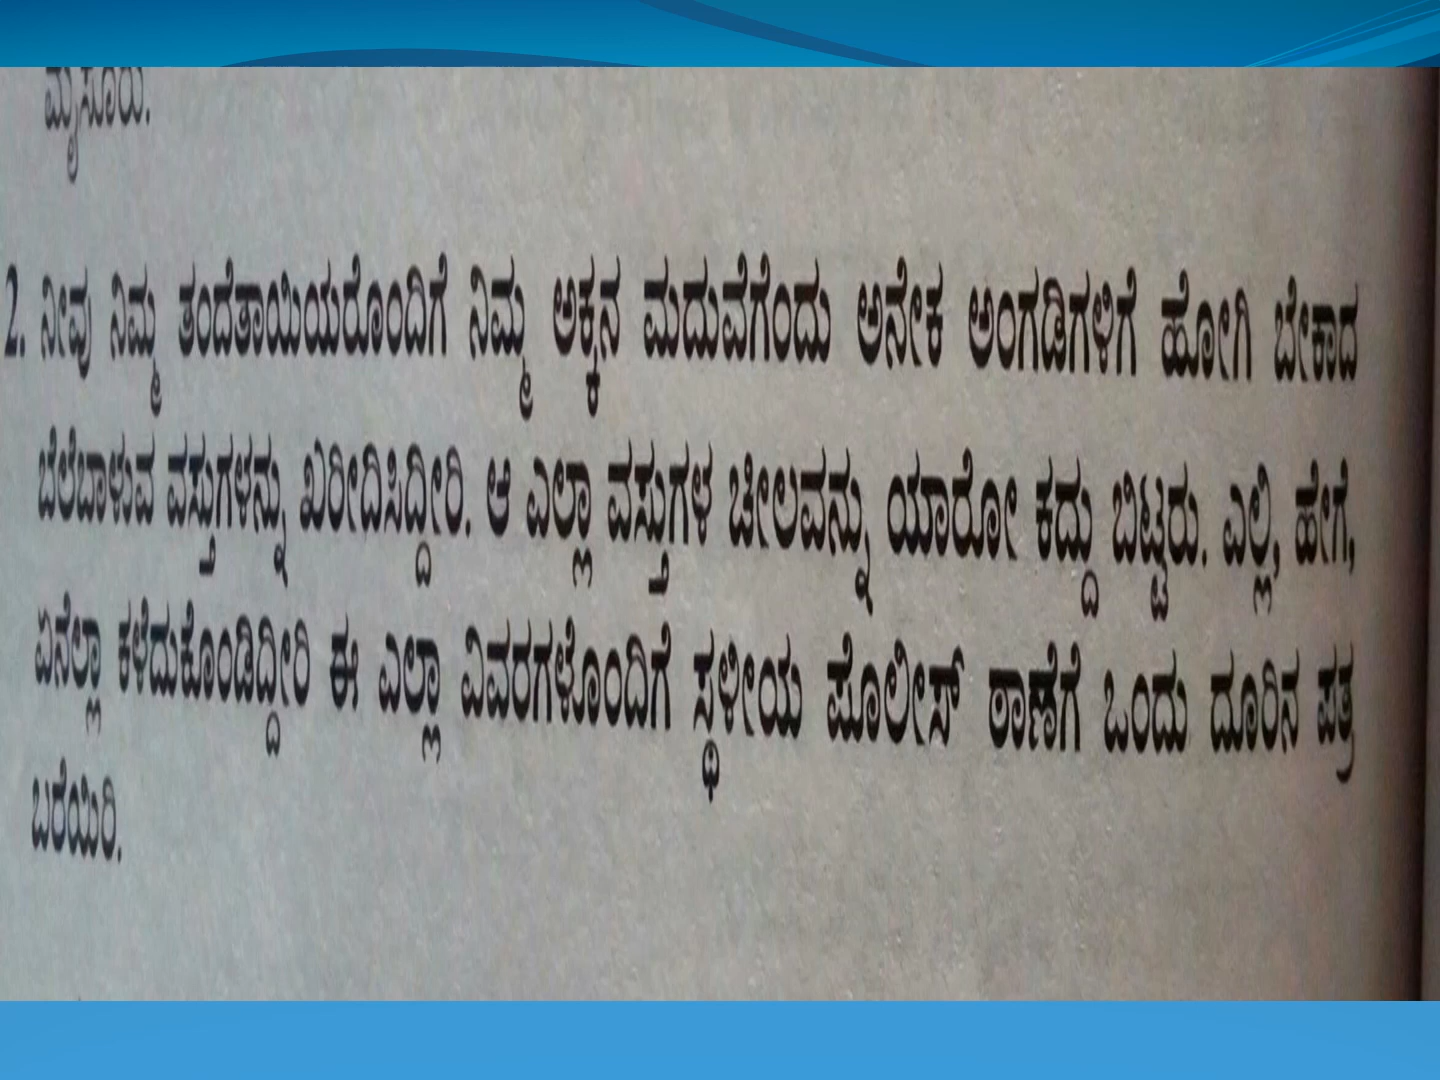 ಮೈಸೂರು.
2. ನೀವು ನಿಮ್ಮ ತಂದೆತಾಯಿಯರೊಂದಿಗೆ ನಿಮ್ಮ ಅಕ್ಕನ ಮದುವೆಗೆಂದು ಅನೇಕ ಅಂಗಡಿಗಳಿಗೆ ಹೋಗಿ ಬೇಕಾದ
ಬೆಲೆಬಾಳುವ ವಸ್ತುಗಳನ್ನು ಖರೀದಿಸಿದ್ದೀರಿ. ಆ ಎಲ್ಲಾ ವಸ್ತುಗಳ ಚೀಲವನ್ನು ಯಾರೋ ಕದ್ದು ಬಿಟ್ಟರು. ಎಲ್ಲಿ, ಹೇಗೆ,
ಏನೆಲ್ಲಾ ಕಳೆದುಕೊಂಡಿದ್ದೀರಿ ಈ ಎಲ್ಲಾ ವಿವರಗಳೊಂದಿಗೆ ಸ್ಥಳೀಯ ಪೊಲೀಸ್ ಠಾಣೆಗೆ ಒಂದು ದೂರಿನ ಪತ್ರ
ಬರೆಯಿರಿ.